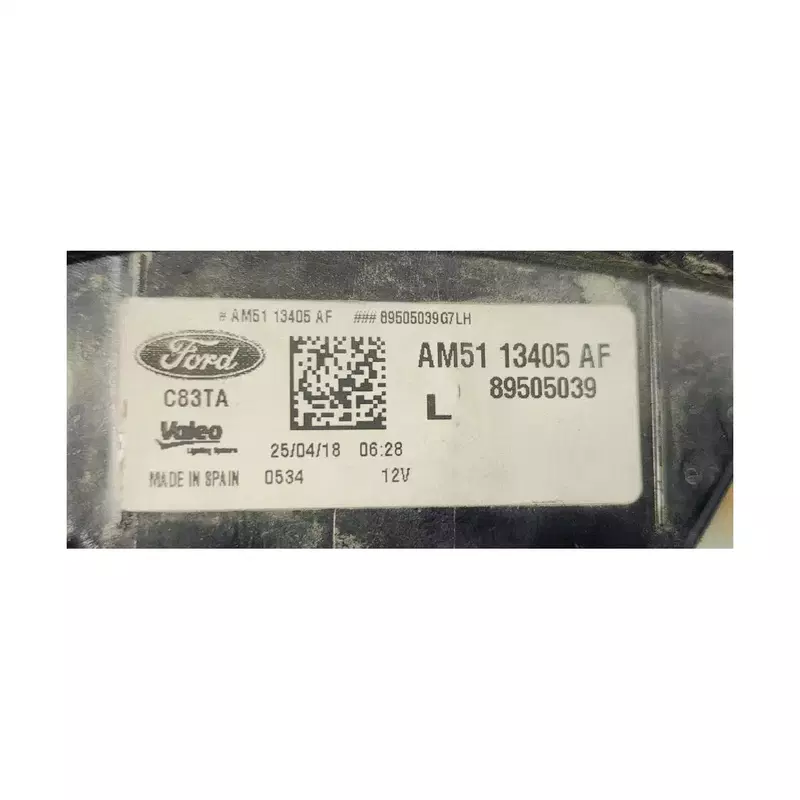 # AM51 13405 AF ### 89505039G7LH
Ford
AM51 13405 AF
89505039
C83TA
L
Valeo
Lighting Systems
25/04/18 06:28
MADE IN SPAIN 0534 12V